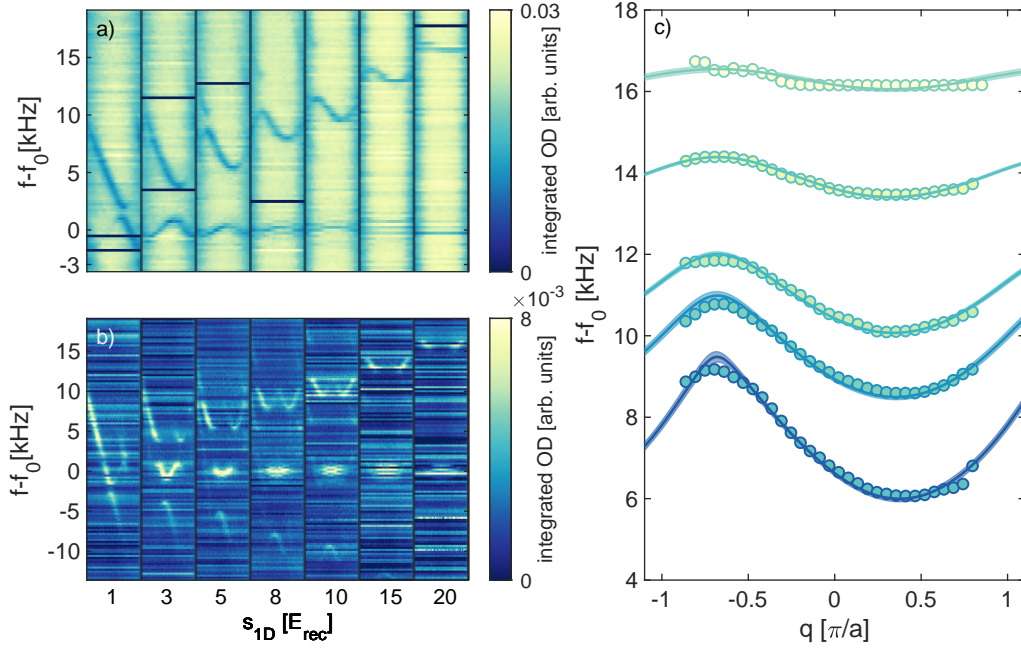 a)
f-f0[kHz]
15
10
5
0
-3
0.03
0
integrated OD [arb. units]
×10-3
b)
f-f0[kHz]
15
10
5
0
-5
-10
1 3 5 8 10 15 20
s1D [Erec]
8
0
integrated OD [arb. units]
c)
f-f0 [kHz]
18
16
14
12
10
8
6
4
-1 -0.5 0 0.5 1
q [π/a]